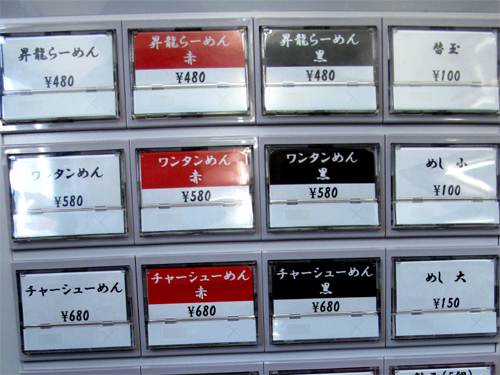 昇龍らーめん
¥480
昇龍らーめん
赤
¥480
昇龍らーめん
黒
¥480
替玉
¥100
ワンタンめん
¥580
ワンタンめん
赤
¥580
ワンタンめん
黒
¥580
めし 小
¥100
チャーシューめん
¥680
チャーシューめん
赤
¥680
チャーシューめん
黒
¥680
めし 大
¥150